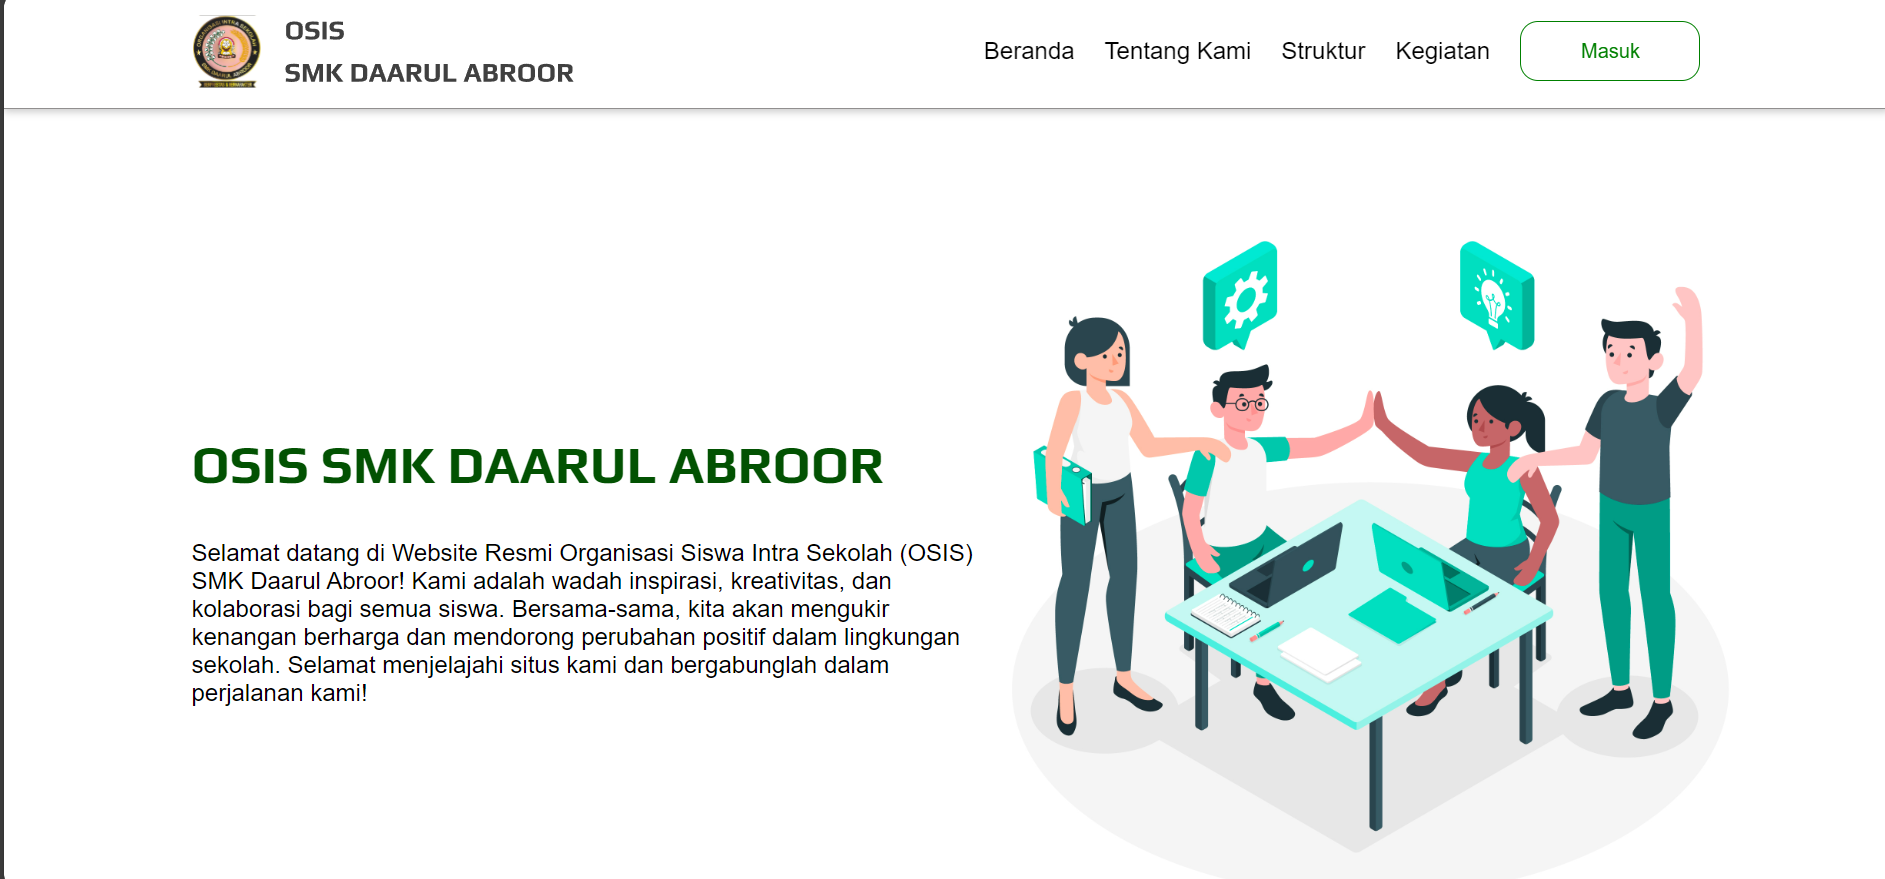 OSIS
SMK DAARUL ABROOR
Beranda Tentang Kami Struktur Kegiatan Masuk
OSIS SMK DAARUL ABROOR
Selamat datang di Website Resmi Organisasi Siswa Intra Sekolah (OSIS)
SMK Daarul Abroor! Kami adalah wadah inspirasi, kreativitas, dan
kolaborasi bagi semua siswa. Bersama-sama, kita akan mengukir
kenangan berharga dan mendorong perubahan positif dalam lingkungan
sekolah. Selamat menjelajahi situs kami dan bergabunglah dalam
perjalanan kami!